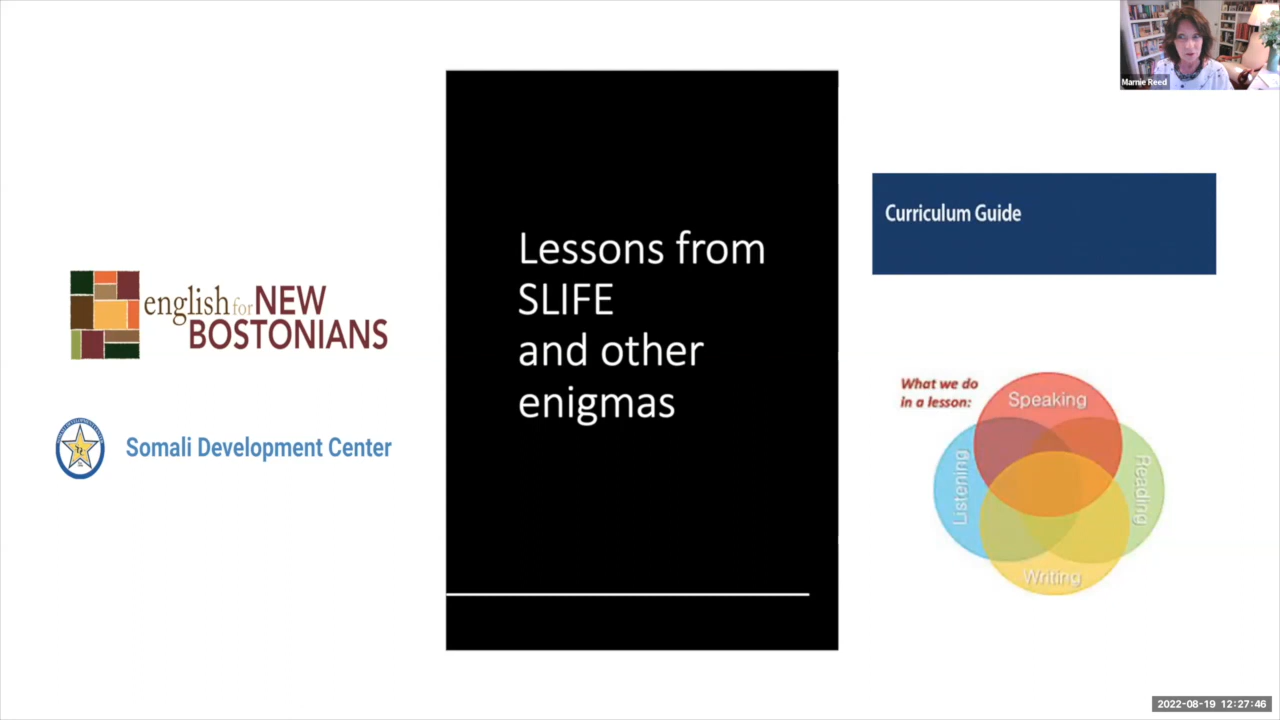 Marnie Reed
english for NEW
BOSTONIANS
Somali Development Center
Lessons from
SLIFE
and other
enigmas
Curriculum Guide
What we do
in a lesson:
Speaking
Listening
Reading
Writing
2022-08-19 12:27:46